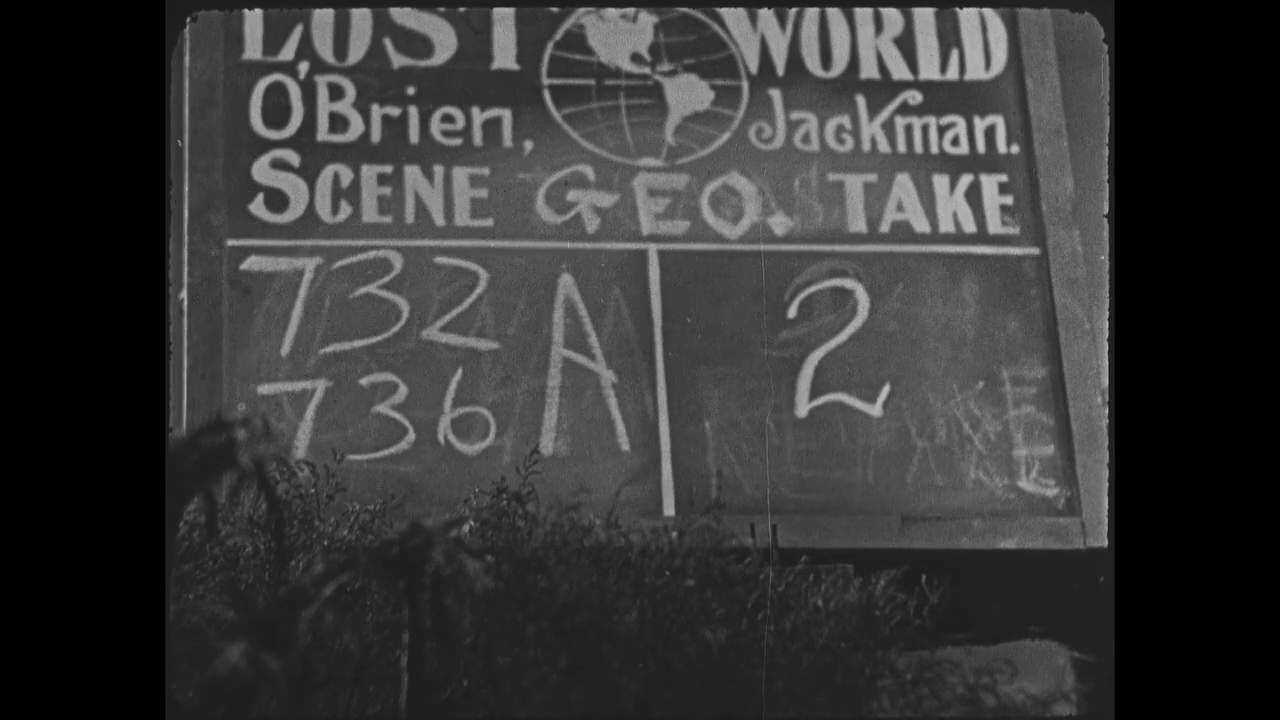 LOST WORLD
O'Brien, Jackman.
SCENE GEO. TAKE
732 A 2
736